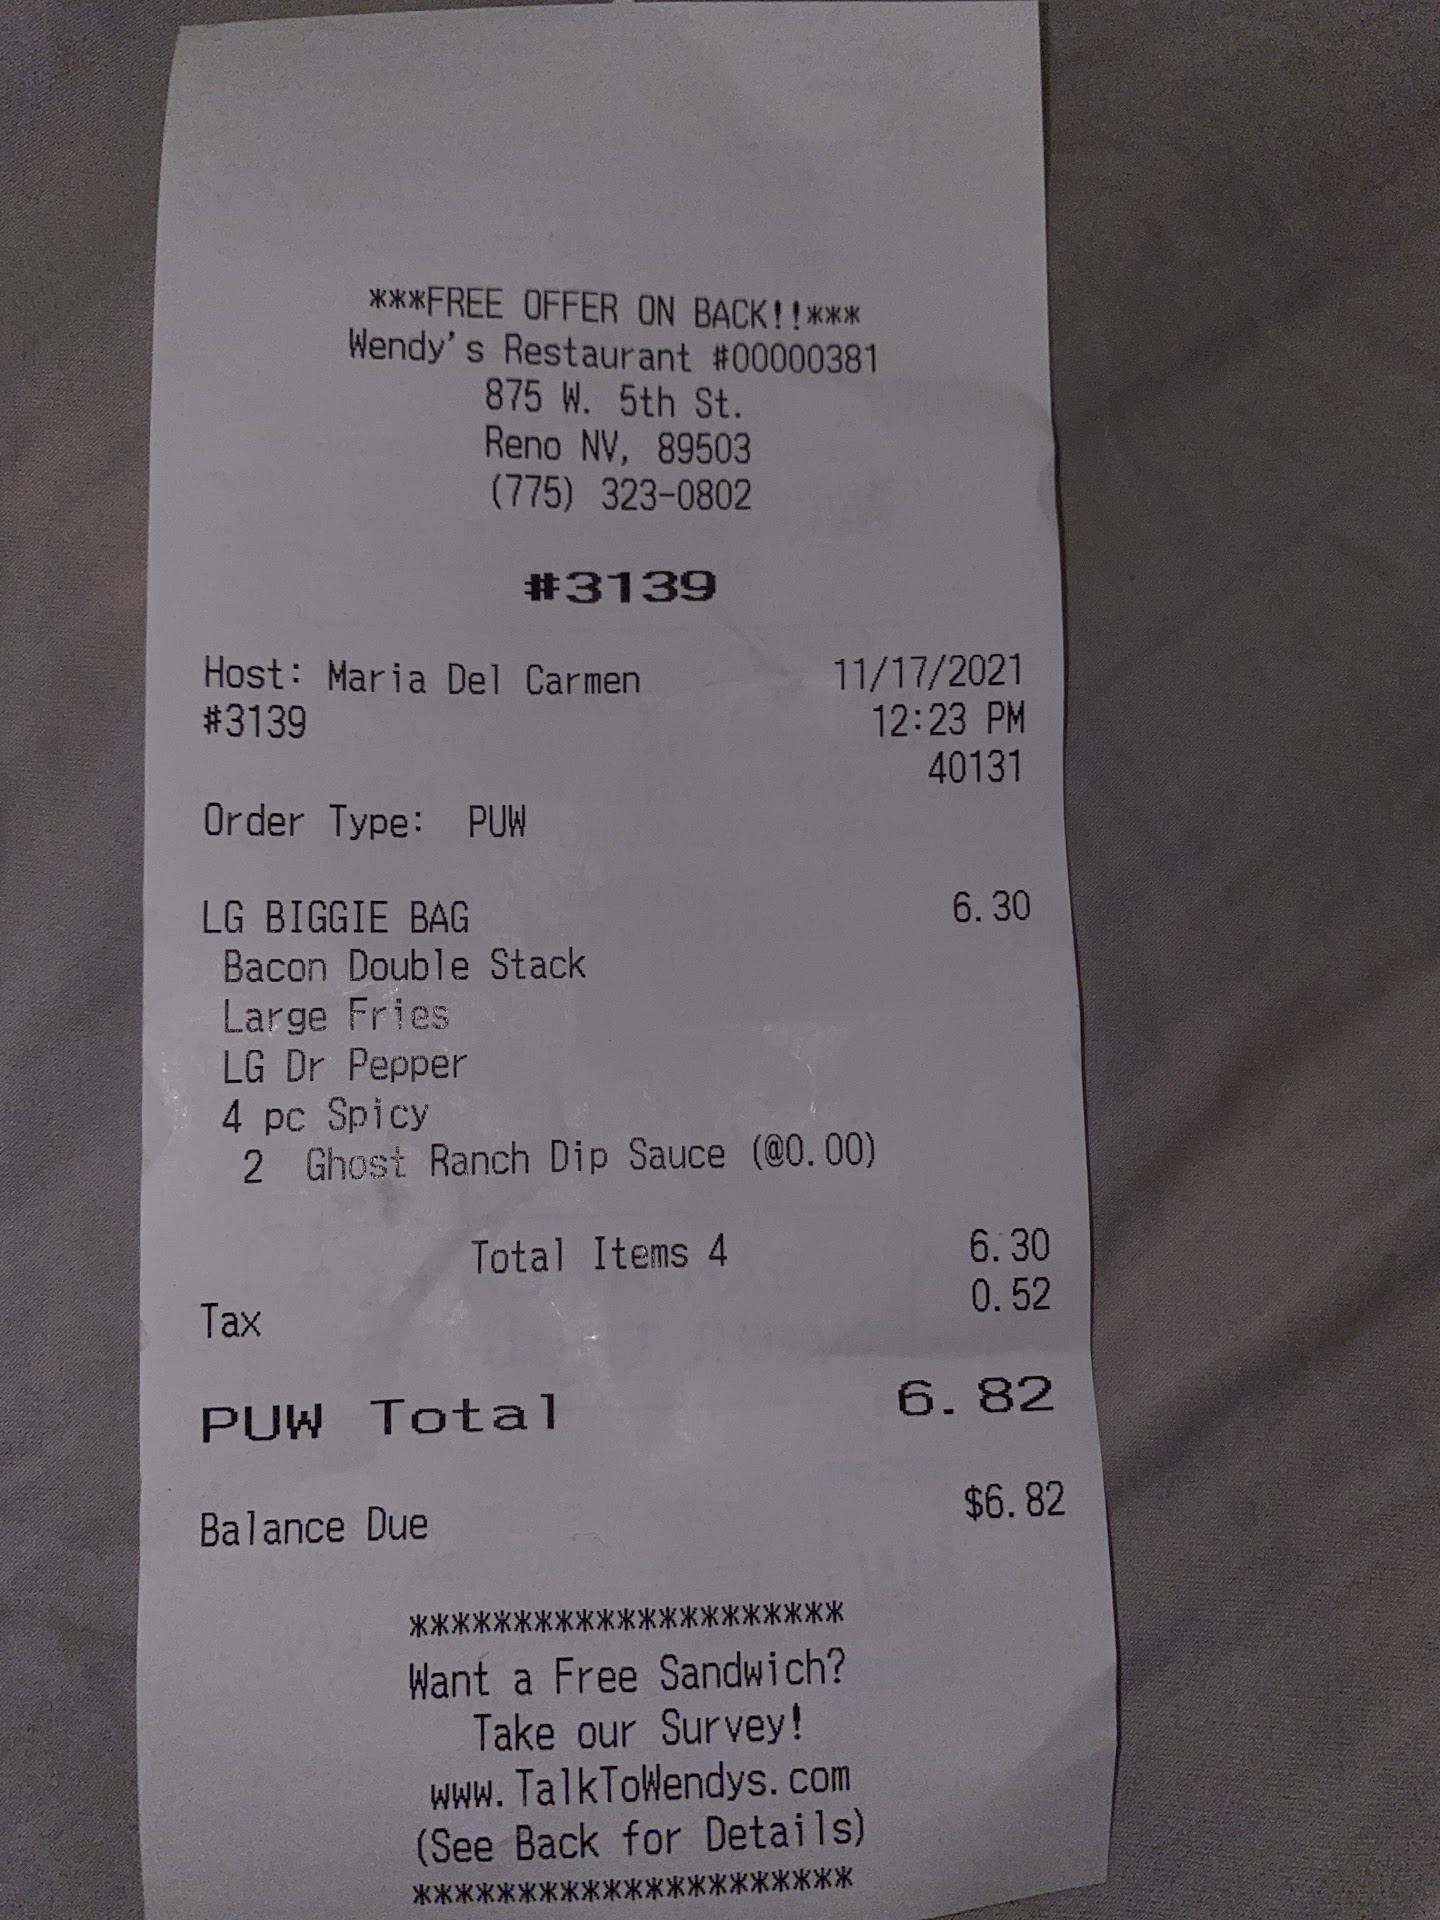 ***FREE OFFER ON BACK!!***
Wendy's Restaurant #00000381
875 W. 5th St.
Reno NV, 89503
(775) 323-0802
#3139
Host: Maria Del Carmen 11/17/2021
#3139 12:23 PM
40131
Order Type: PUW
LG BIGGIE BAG 6.30
Bacon Double Stack
Large Fries
LG Dr Pepper
4 pc Spicy
2 Ghost Ranch Dip Sauce (@0.00)
Total Items 4 6.30
Tax 0.52
PUW Total 6.82
Balance Due $6.82
*********************
Want a Free Sandwich?
Take our Survey!
www.TalkToWendys.com
(See Back for Details)
*********************